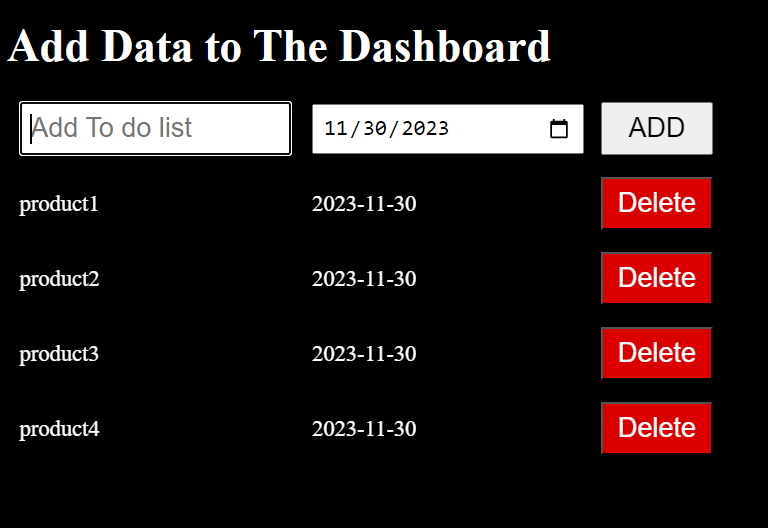 Add Data to The Dashboard
Add To do list 11/30/2023 ADD
product1 2023-11-30 Delete
product2 2023-11-30 Delete
product3 2023-11-30 Delete
product4 2023-11-30 Delete